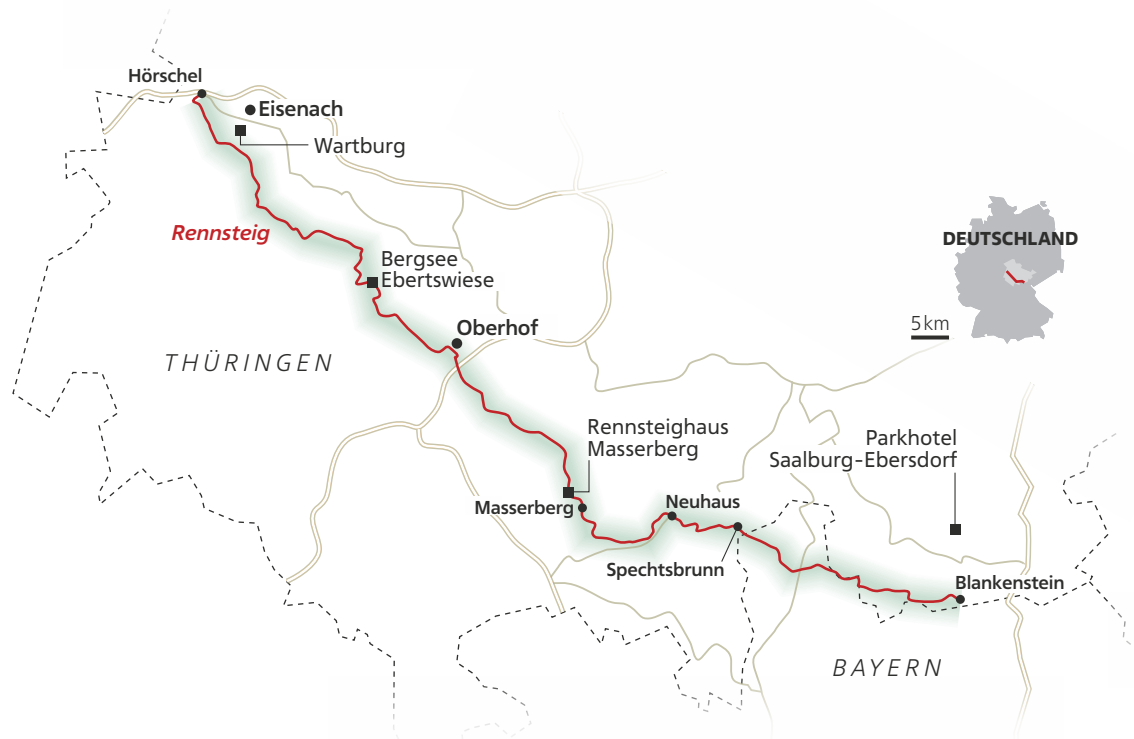 Hörschel
Eisenach
Wartburg
Rennsteig
DEUTSCHLAND
Bergsee
Ebertswiese
5 km
Oberhof
THÜRINGEN
Rennsteighaus
Masserberg
Parkhotel
Saalburg-Ebersdorf
Masserberg
Neuhaus
Spechtsbrunn
Blankenstein
BAYERN